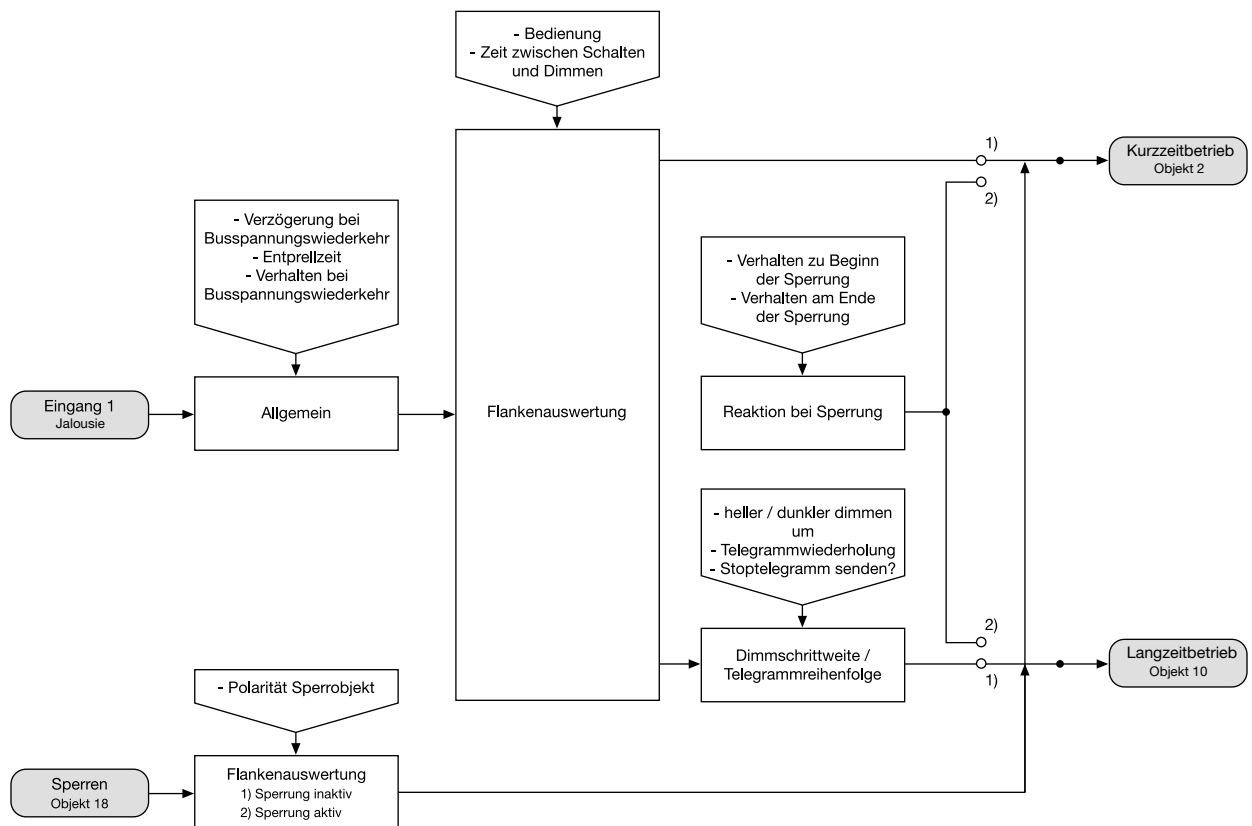 - Bedienung
- Zeit zwischen Schalten
und Dimmen
1)
Kurzzeitbetrieb
Objekt 2
2)
- Verzögerung bei
Busspannungswiederkehr
- Entprellzeit
- Verhalten bei
Busspannungswiederkehr
- Verhalten zu Beginn
der Sperrung
- Verhalten am Ende
der Sperrung
Eingang 1
Jalousie
Allgemein
Flankenauswertung
Reaktion bei Sperrung
- heller / dunkler dimmen
um
- Telegrammwiederholung
- Stoptelegramm senden?
2)
Dimmschrittweite /
Telegrammreihenfolge
1)
Langzeitbetrieb
Objekt 10
- Polarität Sperrobjekt
Sperren
Objekt 18
Flankenauswertung
1) Sperrung inaktiv
2) Sperrung aktiv